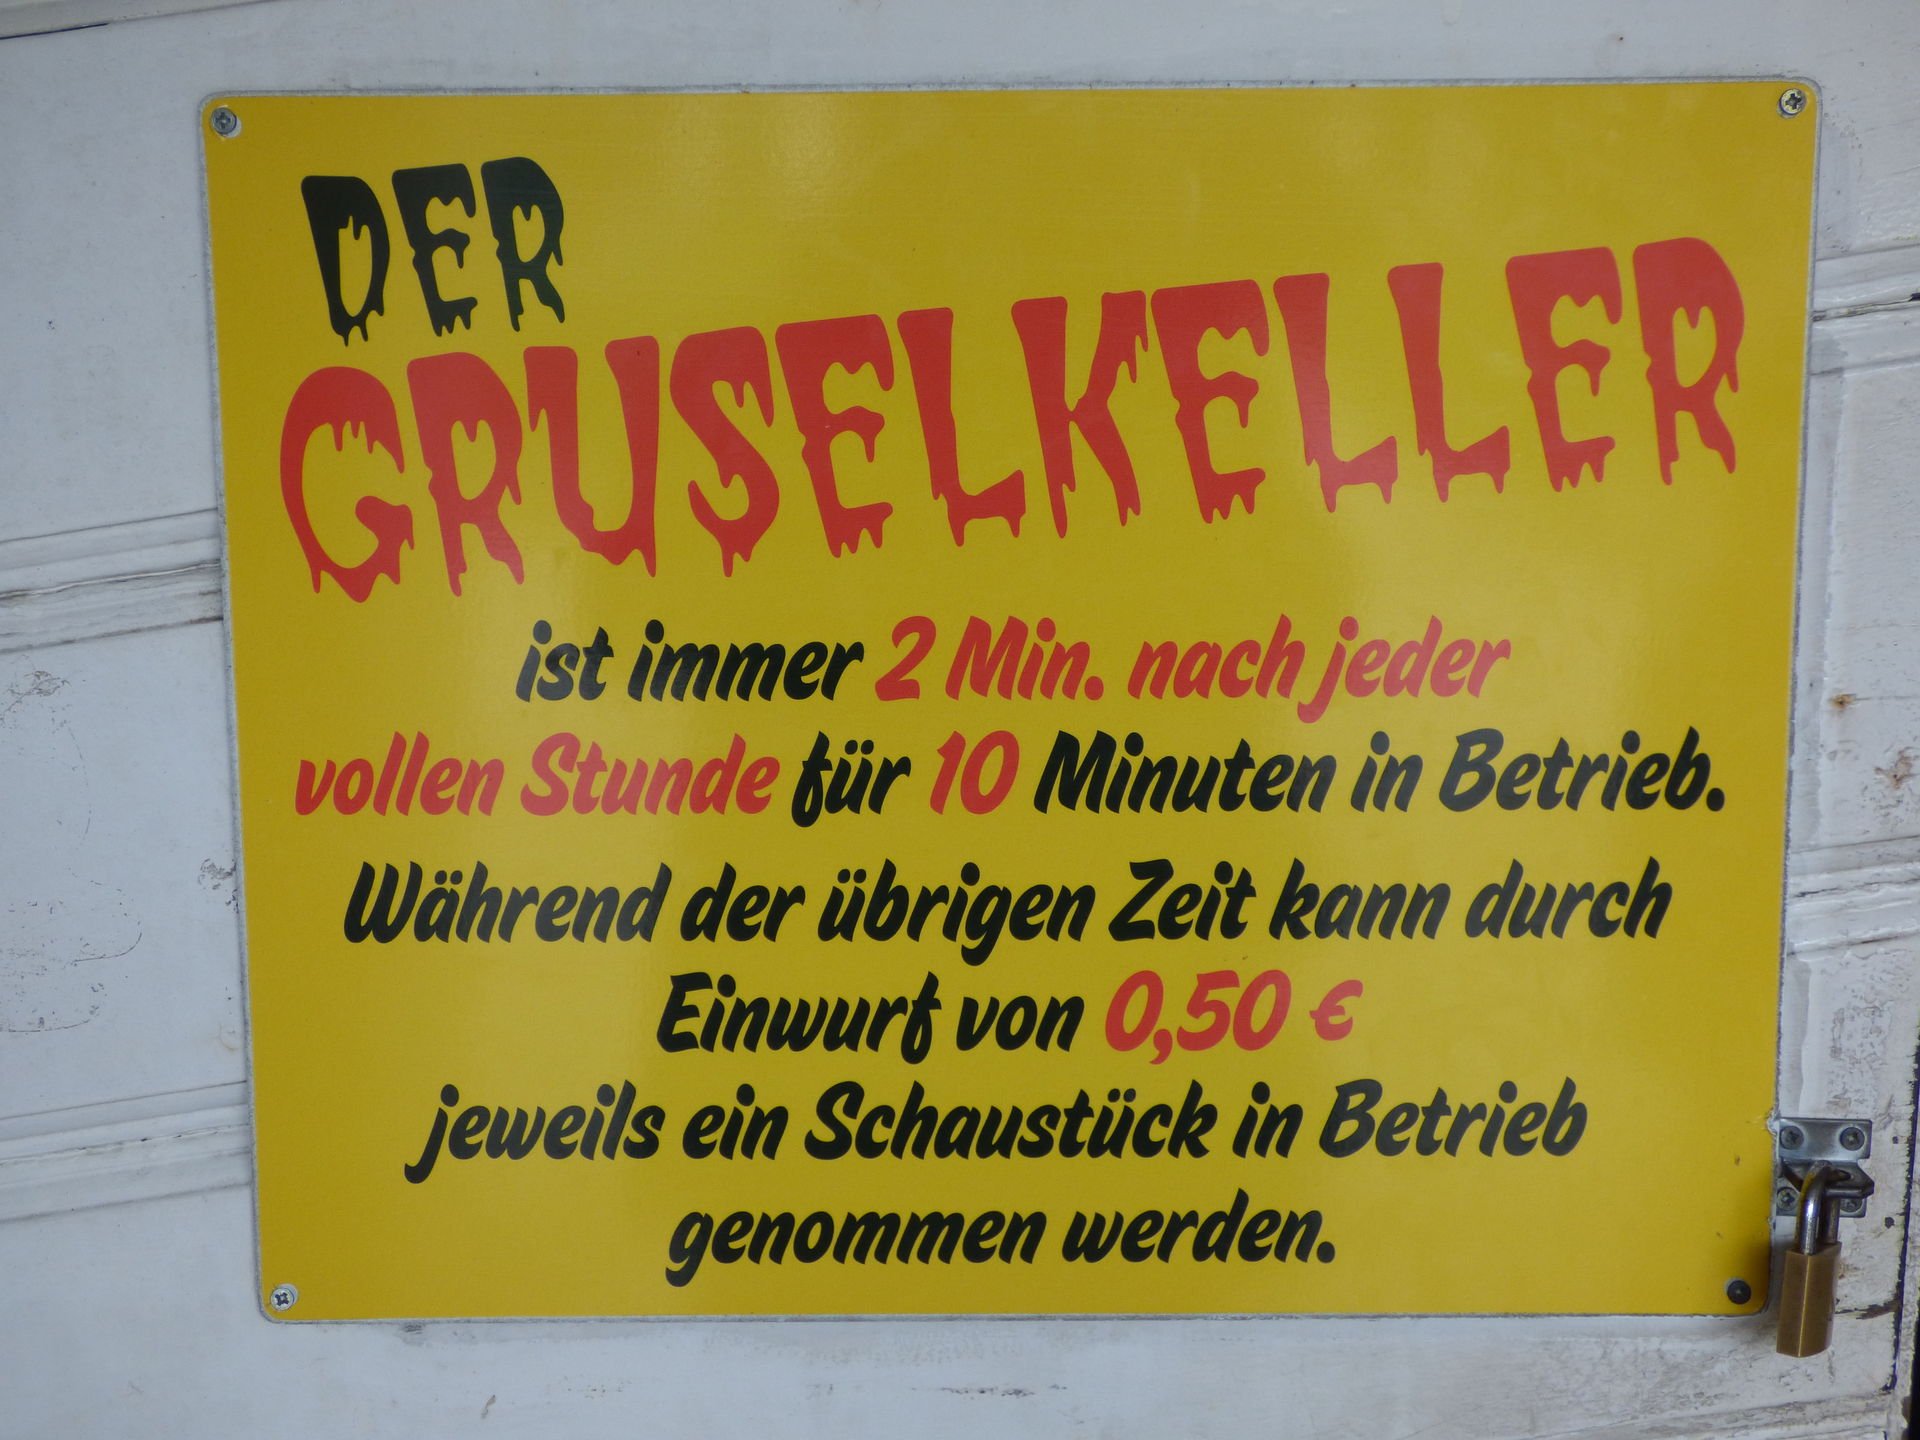 DER
GRUSELKELLER
ist immer 2 Min. nach jeder
vollen Stunde für 10 Minuten in Betrieb.
Während der übrigen Zeit kann durch
Einwurf von 0,50 €
jeweils ein Schaustück in Betrieb
genommen werden.